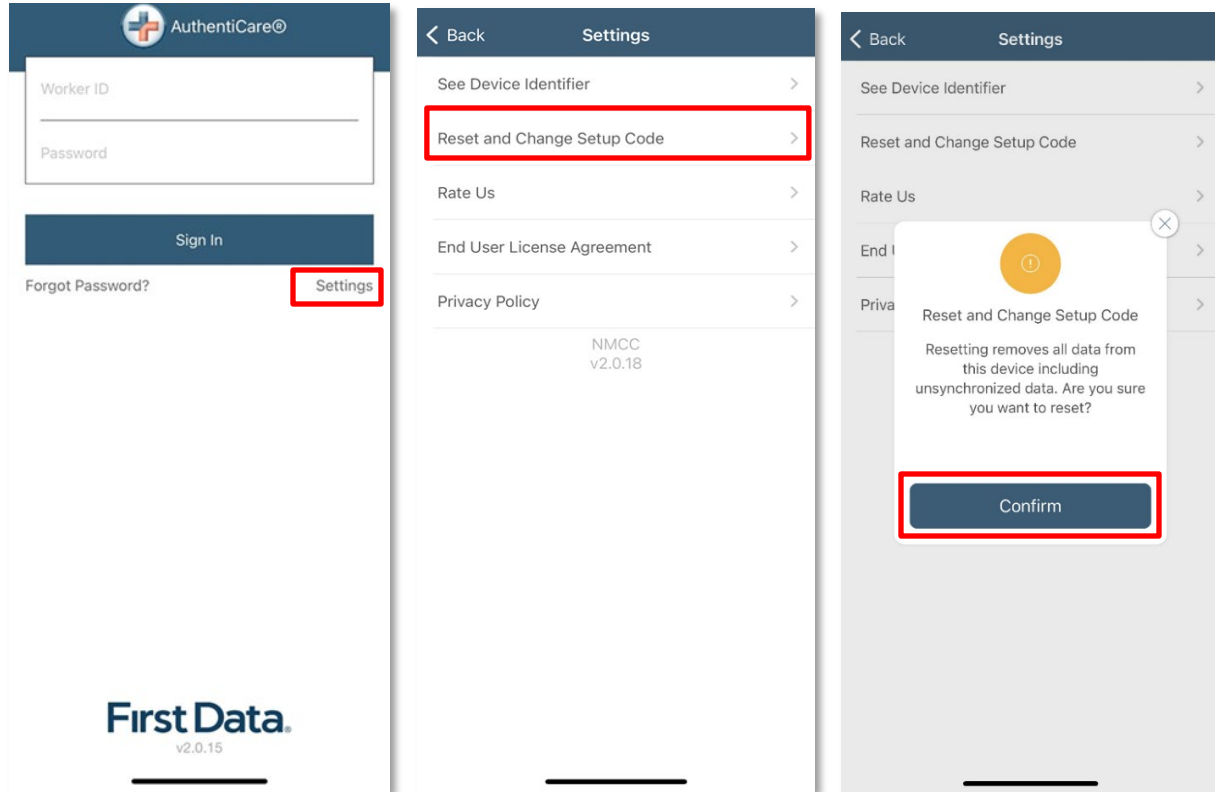 AuthentiCare®
Worker ID
Password
Sign In
Forgot Password?
Settings
First Data.
v2.0.15
Back
Settings
See Device Identifier
Reset and Change Setup Code
Rate Us
End User License Agreement
Privacy Policy
NMCC
v2.0.18
Back
Settings
See Device Identifier
Reset and Change Setup Code
Rate Us
End U
Priva
Reset and Change Setup Code
Resetting removes all data from
this device including
unsynchronized data. Are you sure
you want to reset?
Confirm